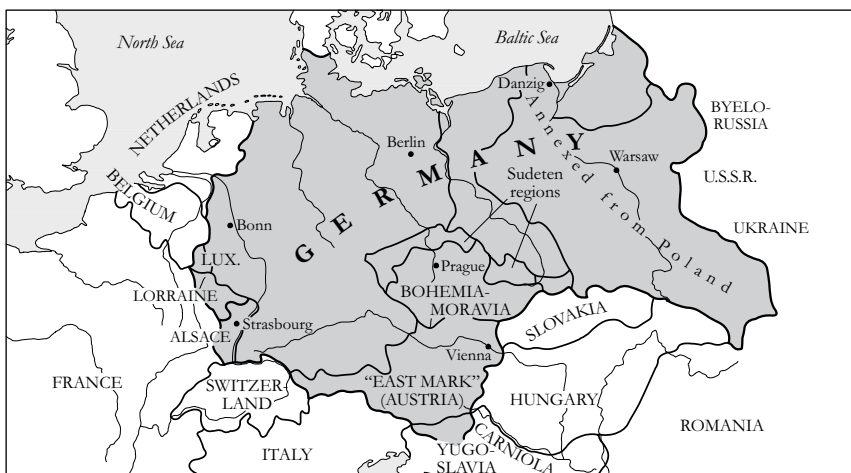 North Sea
Baltic Sea
NETHERLANDS
Danzig
BYELO-
RUSSIA
Annexed from Poland
Berlin
Warsaw
GERMANY
Sudeten
regions
U.S.S.R.
BELGIUM
UKRAINE
Bonn
LUX.
Prague
BOHEMIA-
MORAVIA
LORRAINE
SLOVAKIA
ALSACE
Strasbourg
Vienna
FRANCE
SWITZER-
LAND
"EAST MARK"
(AUSTRIA)
HUNGARY
ROMANIA
ITALY
YUGO-
SLAVIA
CARNIOLA